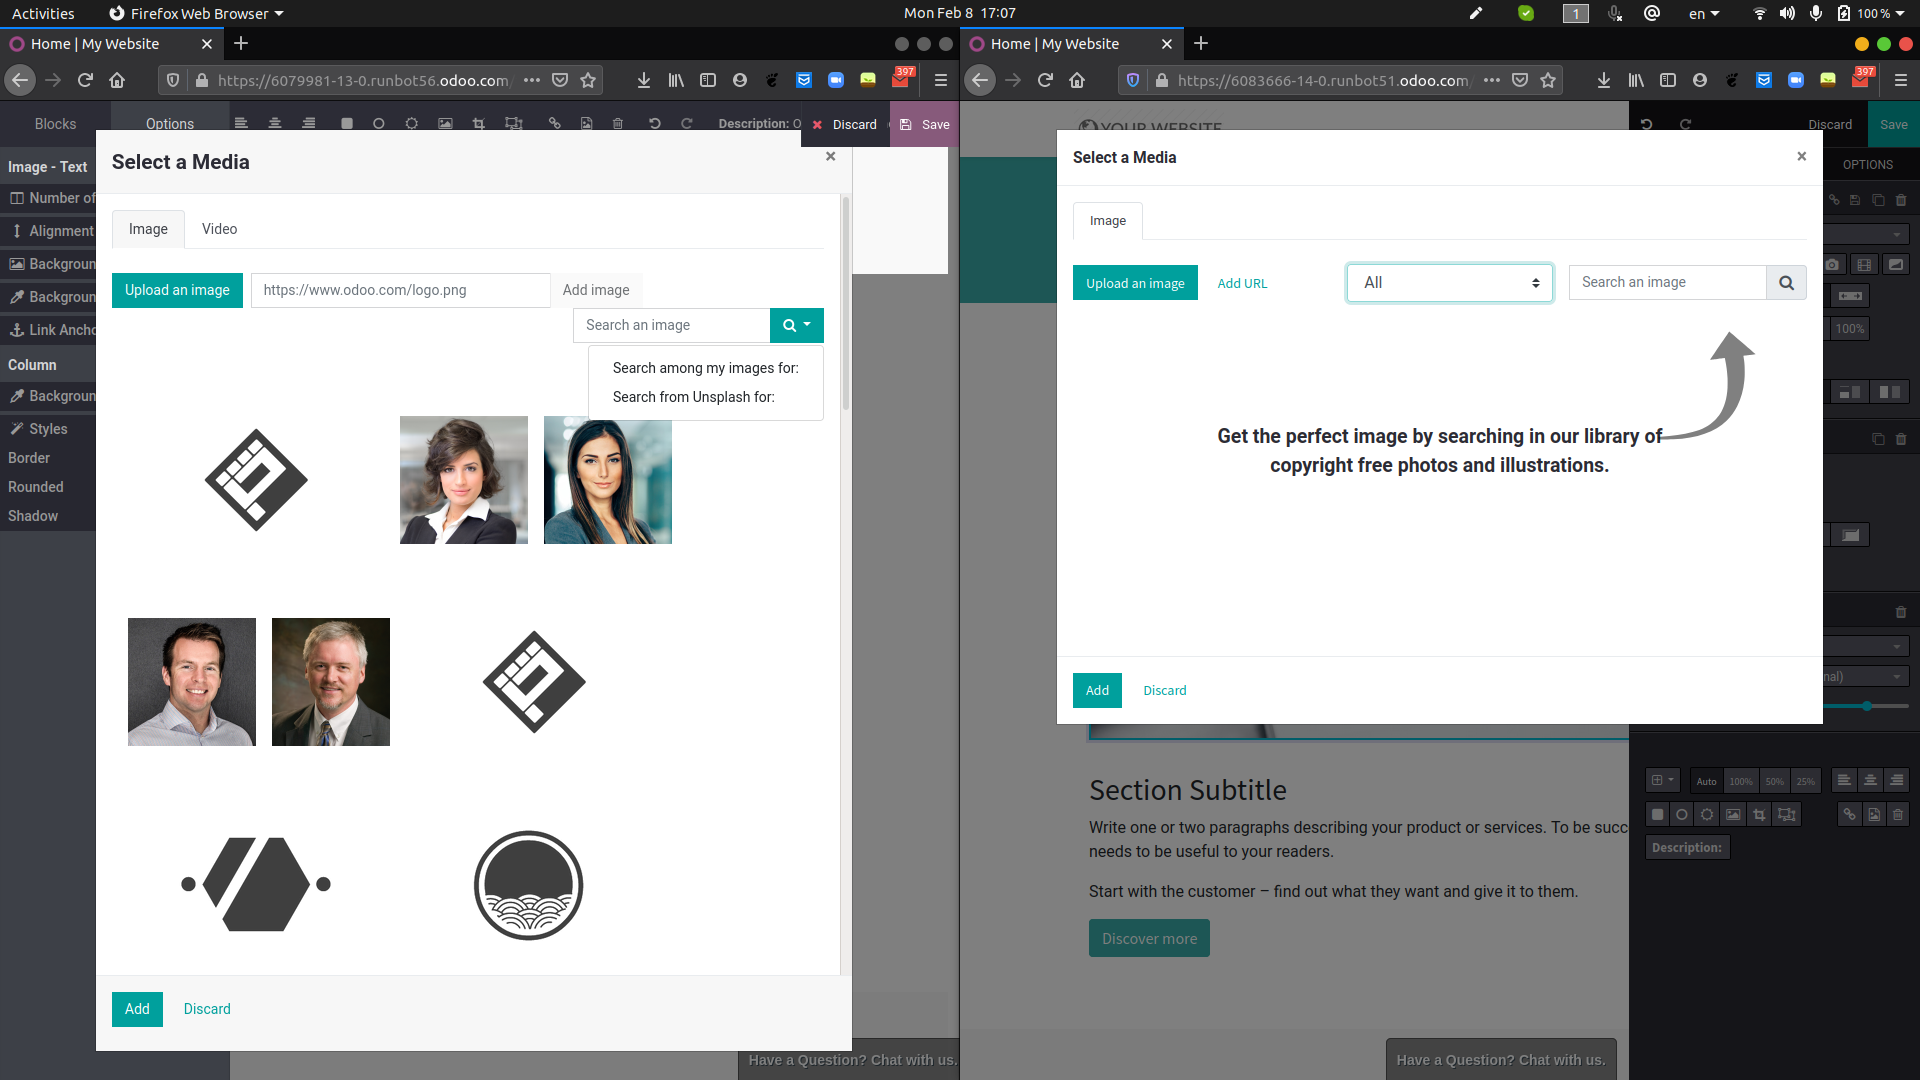 Activities
Firefox Web Browser
Mon Feb 8 17:07
1
en
100 %
Home | My Website
https://6079981-13-0.runbot56.odoo.com/
397
Blocks
Options
Description:
Discard
Save
Image - Text
Number of
Alignment
Backgroun
Backgroun
Link Ancho
Column
Backgroun
Styles
Border
Rounded
Shadow
Select a Media
×
Image
Video
Upload an image
https://www.odoo.com/logo.png
Add image
Search an image
Search among my images for:
Search from Unsplash for:
Add
Discard
Have a Question? Chat with us.
Home | My Website
https://6083666-14-0.runbot51.odoo.com/
397
YOUR WEBSITE
Discard
Save
OPTIONS
Select a Media
×
Image
Upload an image
Add URL
All
Search an image
100%
Get the perfect image by searching in our library of
copyright free photos and illustrations.
Add
Discard
nal)
Section Subtitle
Write one or two paragraphs describing your product or services. To be succ
needs to be useful to your readers.
Start with the customer – find out what they want and give it to them.
Discover more
Auto
100%
50%
25%
Description:
Have a Question? Chat with us.